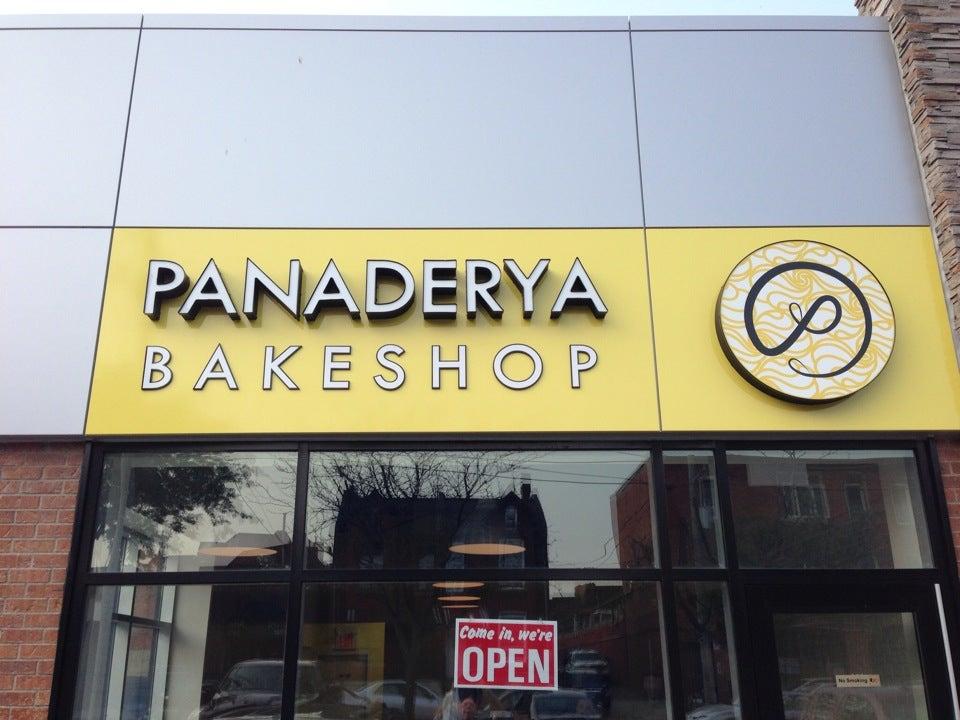 PANADERYA
BAKESHOP
Come in, we're
OPEN
No Smoking